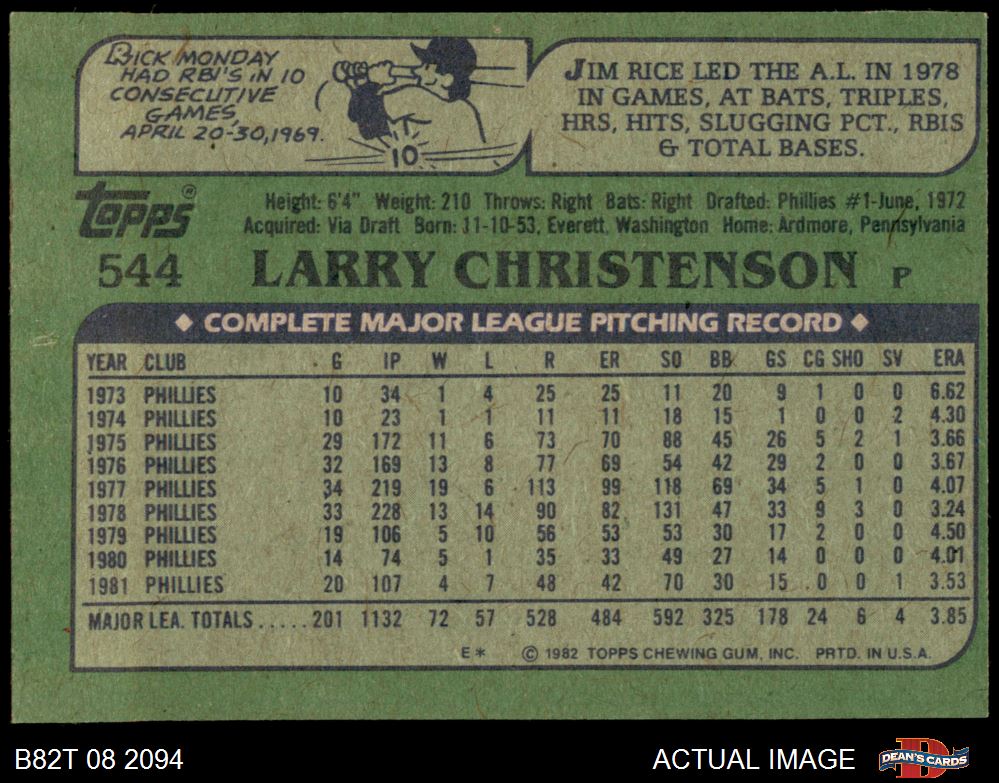 RICK MONDAY
HAD RBI'S IN 10
CONSECUTIVE
GAMES,
APRIL 20-30, 1969.
10
JIM RICE LED THE A.L. IN 1978
IN GAMES, AT BATS, TRIPLES,
HRS, HITS, SLUGGING PCT., RBIS
& TOTAL BASES.
Topps®
Height: 6'4" Weight: 210 Throws: Right Bats: Right Drafted: Phillies #1-June, 1972
Acquired: Via Draft Born: 11-10-53, Everett, Washington Home: Ardmore, Pennsylvania
544 LARRY CHRISTENSON P
◆ COMPLETE MAJOR LEAGUE PITCHING RECORD ◆
YEAR CLUB G IP W L R ER SO BB GS CG SHO SV ERA
1973 PHILLIES 10 34 1 4 25 25 11 20 9 1 0 0 6.62
1974 PHILLIES 10 23 1 1 11 11 18 15 1 0 0 2 4.30
1975 PHILLIES 29 172 11 6 73 70 88 45 26 5 2 1 3.66
1976 PHILLIES 32 169 13 8 77 69 54 42 29 2 0 0 3.67
1977 PHILLIES 34 219 19 6 113 99 118 69 34 5 1 0 4.07
1978 PHILLIES 33 228 13 14 90 82 131 47 33 9 3 0 3.24
1979 PHILLIES 19 106 5 10 56 53 53 30 17 2 0 0 4.50
1980 PHILLIES 14 74 5 1 35 33 49 27 14 0 0 0 4.01
1981 PHILLIES 20 107 4 7 48 42 70 30 15 0 0 1 3.53
MAJOR LEA. TOTALS.....201 1132 72 57 528 484 592 325 178 24 6 4 3.85
E* © 1982 TOPPS CHEWING GUM, INC. PRTD. IN U.S.A.
B82T 08 2094 ACTUAL IMAGE DEAN'S CARDS